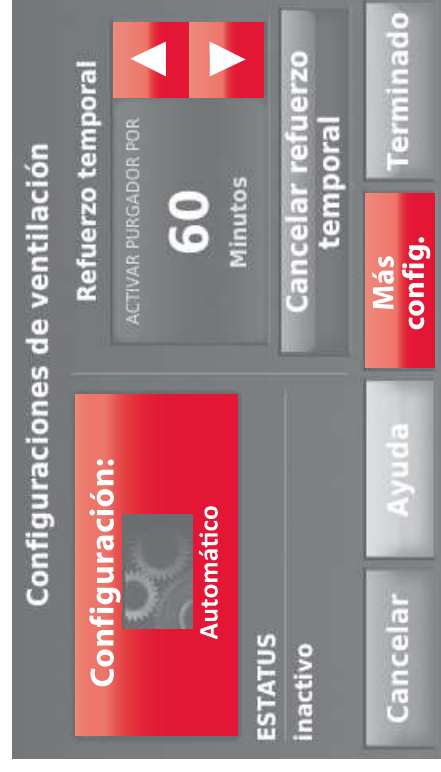 Configuraciones de ventilación
Configuración:
Automático
ESTATUS
inactivo
Refuerzo temporal
ACTIVAR PURGADOR POR
60
Minutos
Cancelar refuerzo
temporal
Cancelar
Ayuda
Más
config.
Terminado